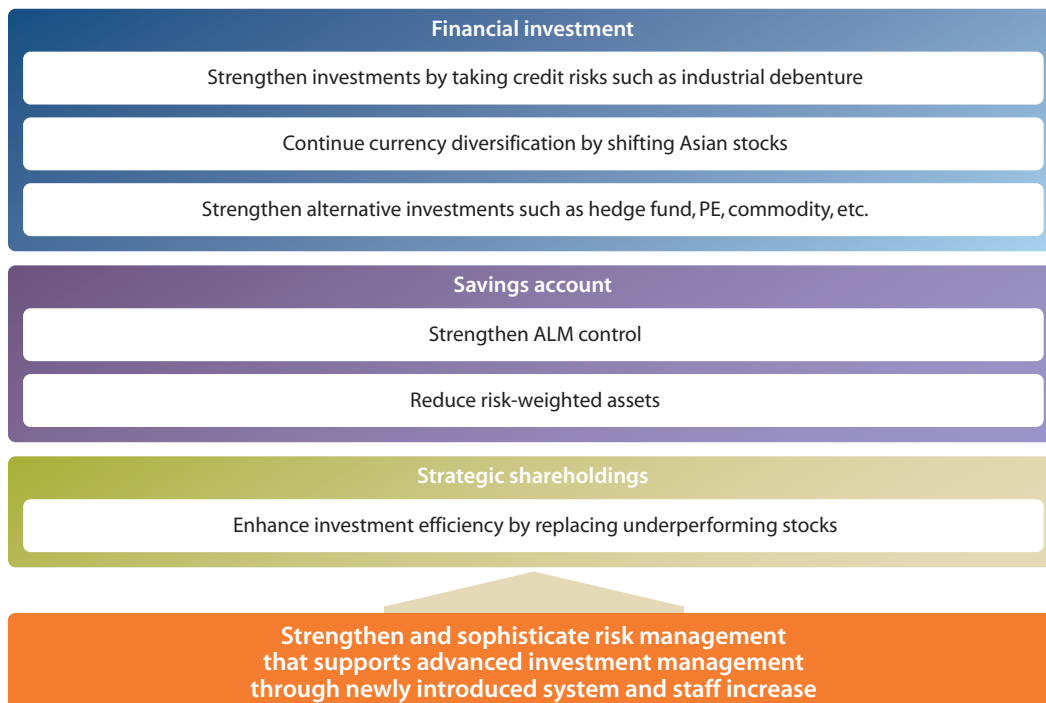 Financial investment
Strengthen investments by taking credit risks such as industrial debenture
Continue currency diversification by shifting Asian stocks
Strengthen alternative investments such as hedge fund, PE, commodity, etc.
Savings account
Strengthen ALM control
Reduce risk-weighted assets
Strategic shareholdings
Enhance investment efficiency by replacing underperforming stocks
Strengthen and sophisticate risk management
that supports advanced investment management
through newly introduced system and staff increase